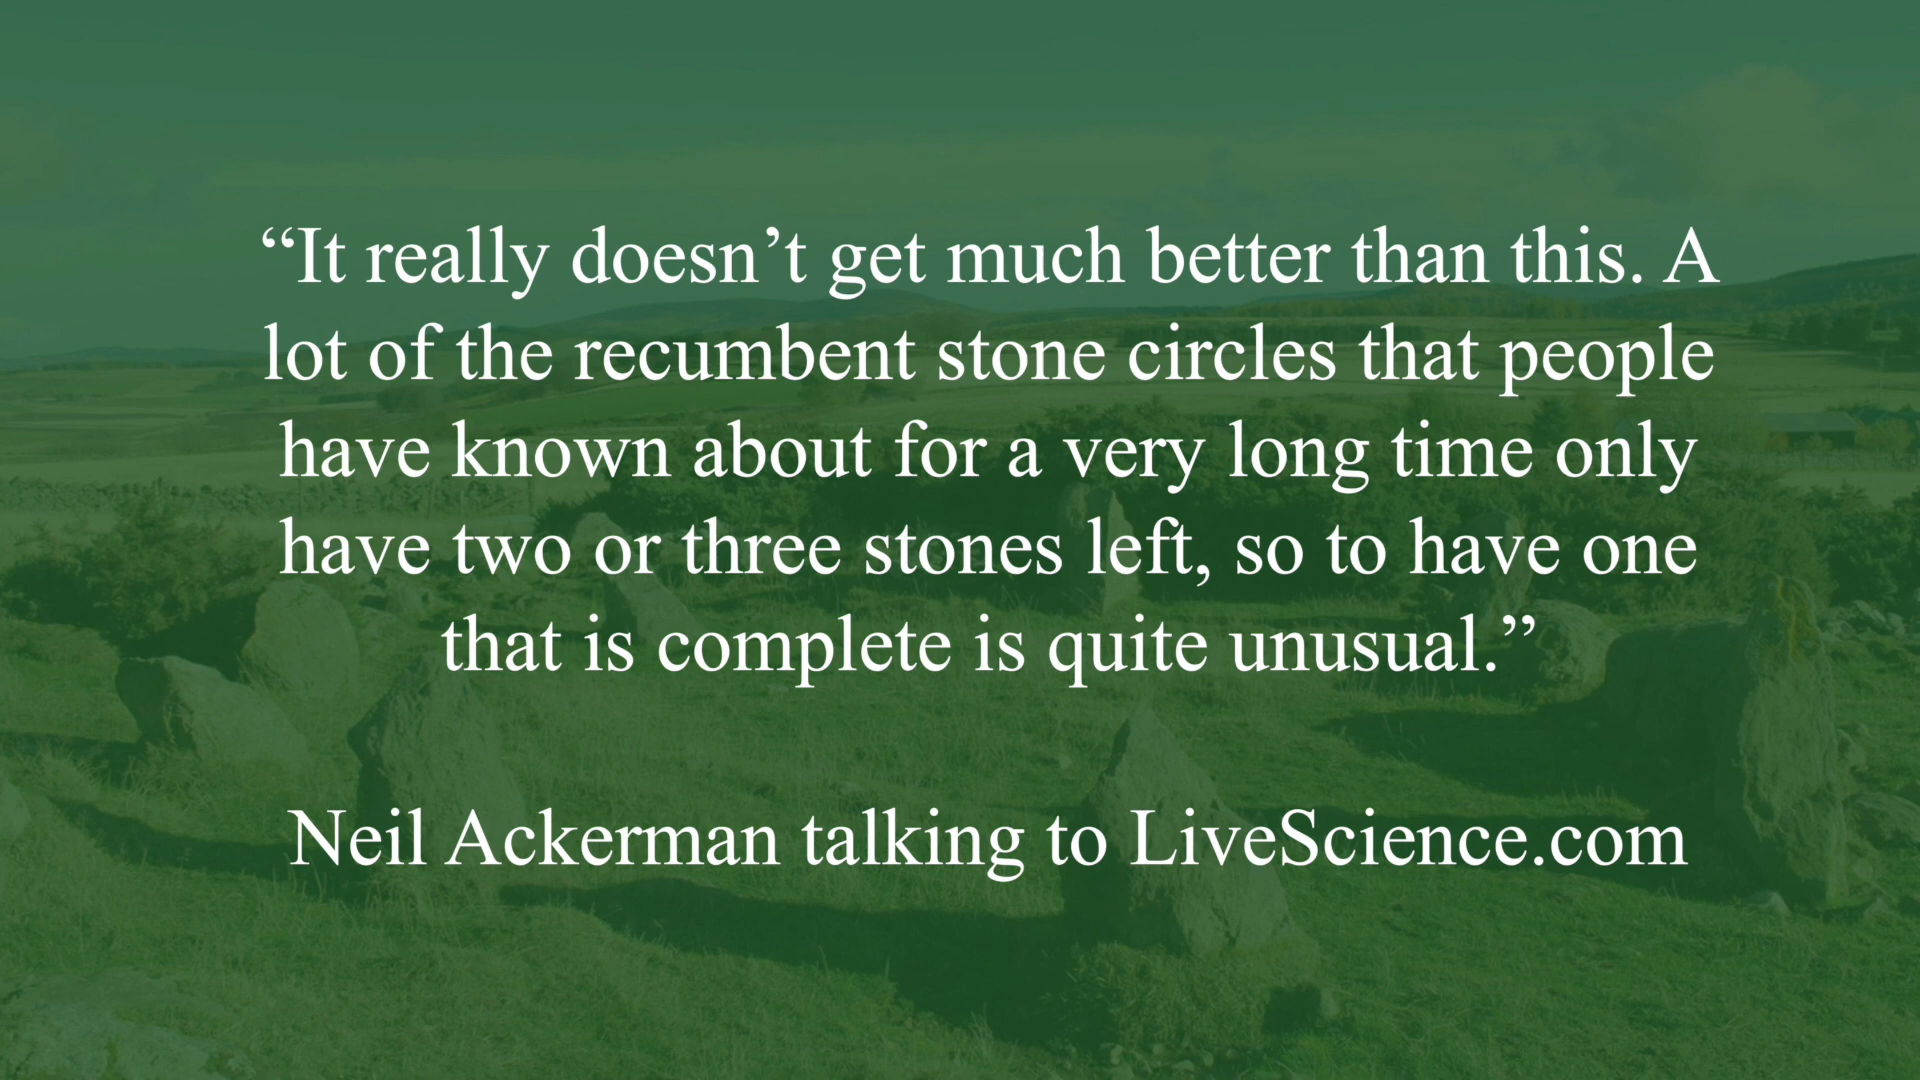 “It really doesn’t get much better than this. A
lot of the recumbent stone circles that people
have known about for a very long time only
have two or three stones left, so to have one
that is complete is quite unusual.”
Neil Ackerman talking to LiveScience.com